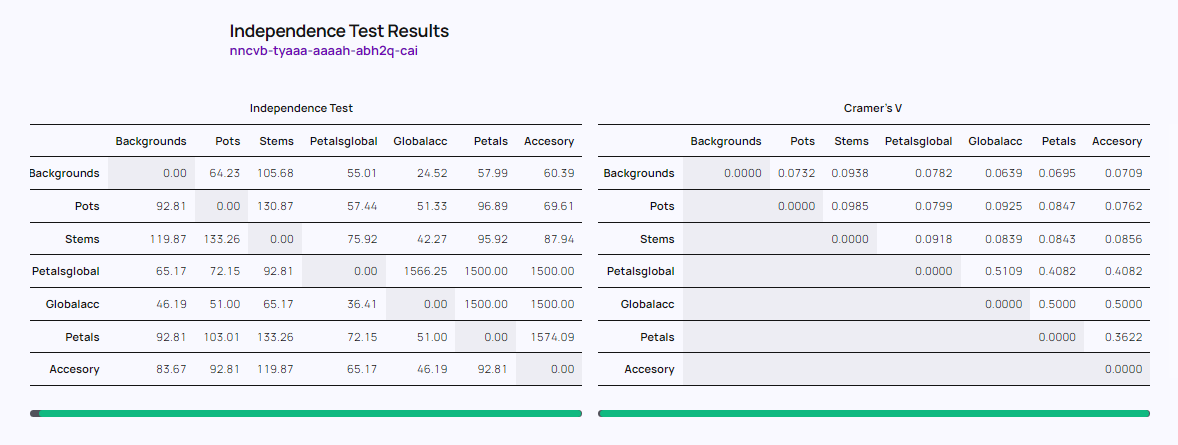 Independence Test Results
nncvb-tyaaa-aaaah-abh2q-cai
Independence Test
Backgrounds Pots Stems Petalsglobal Globalacc Petals Accesory
Backgrounds 0.00 64.23 105.68 55.01 24.52 57.99 60.39
Pots 92.81 0.00 130.87 57.44 51.33 96.89 69.61
Stems 119.87 133.26 0.00 75.92 42.27 95.92 87.94
Petalsglobal 65.17 72.15 92.81 0.00 1566.25 1500.00 1500.00
Globalacc 46.19 51.00 65.17 36.41 0.00 1500.00 1500.00
Petals 92.81 103.01 133.26 72.15 51.00 0.00 1574.09
Accesory 83.67 92.81 119.87 65.17 46.19 92.81 0.00
Cramer's V
Backgrounds Pots Stems Petalsglobal Globalacc Petals Accesory
Backgrounds 0.0000 0.0732 0.0938 0.0782 0.0639 0.0695 0.0709
Pots 0.0000 0.0985 0.0799 0.0925 0.0847 0.0762
Stems 0.0000 0.0918 0.0839 0.0843 0.0856
Petalsglobal 0.0000 0.5109 0.4082 0.4082
Globalacc 0.0000 0.5000 0.5000
Petals 0.0000 0.3622
Accesory 0.0000